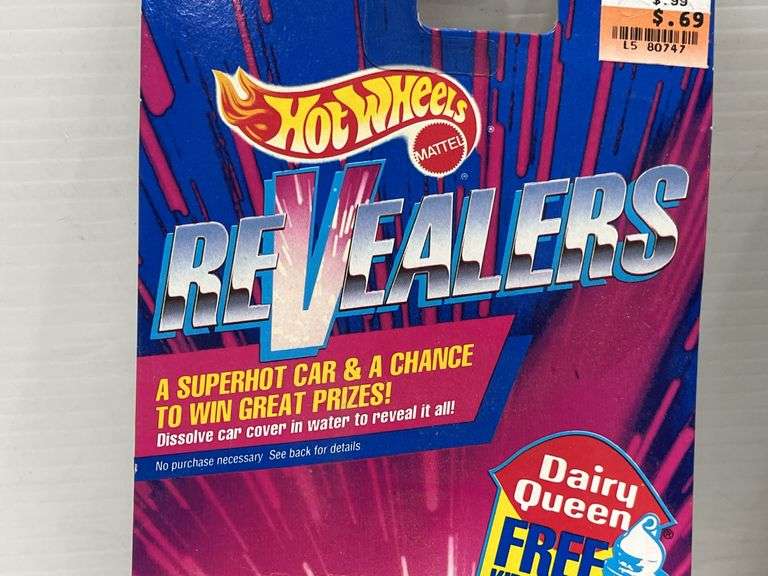 $.99
$.69
L5 80747
HOT WHEELS
MATTEL
REVEALERS
A SUPERHOT CAR & A CHANCE
TO WIN GREAT PRIZES!
Dissolve car cover in water to reveal it all!
No purchase necessary See back for details
Dairy
Queen
FREE